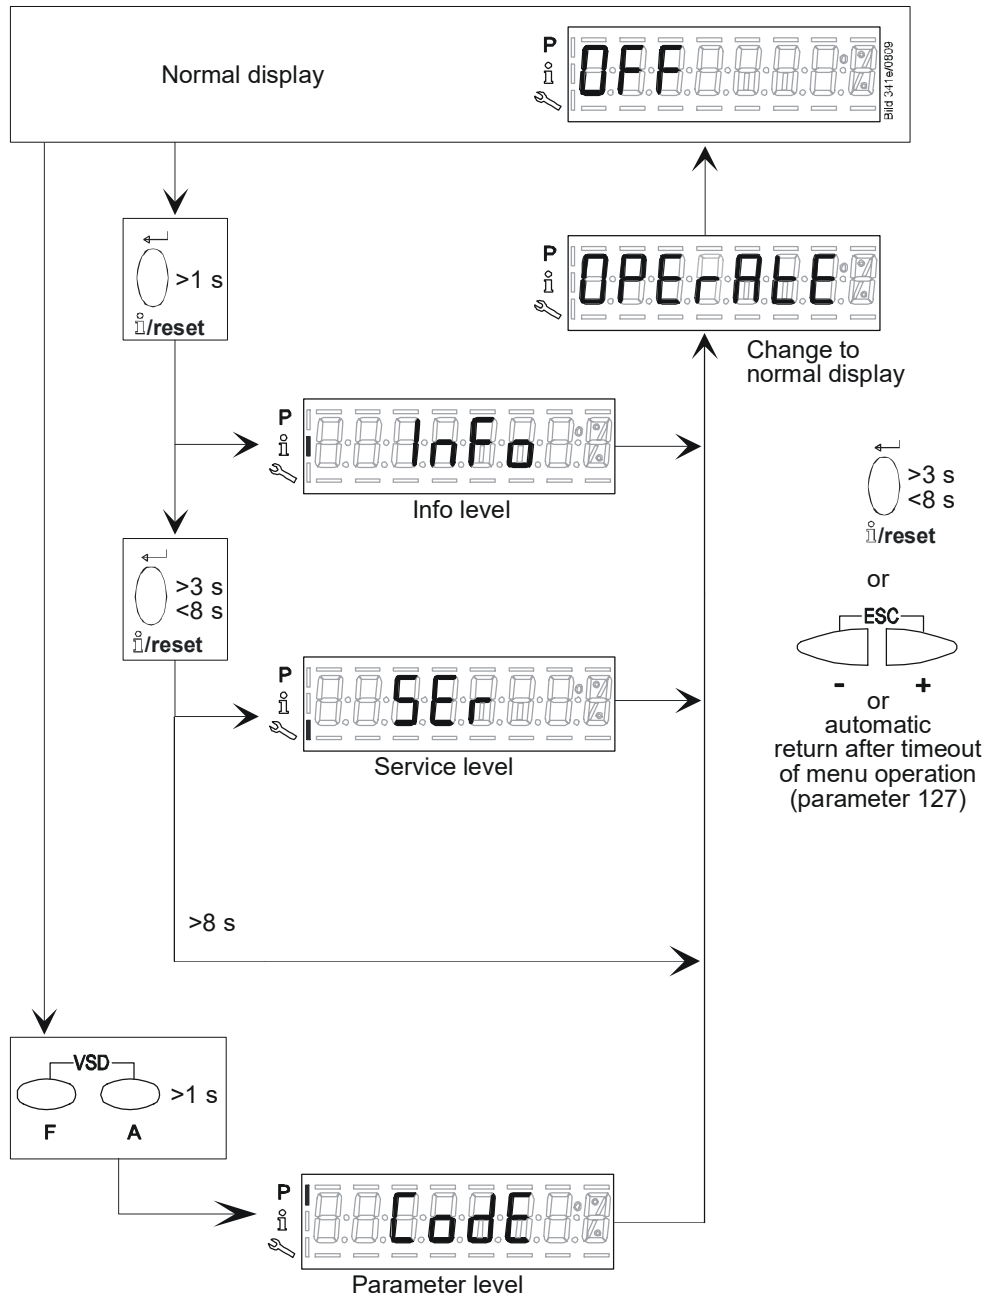 Normal display
P
i
OFF
Bild 341e/0809
>1 s
i/reset
P
i
OPErAtE
Change to
normal display
P
i
InFo
Info level
>3 s
<8 s
i/reset
>3 s
<8 s
i/reset
or
ESC
- +
or
automatic
return after timeout
of menu operation
(parameter 127)
P
i
SEr
Service level
>8 s
VSD
>1 s
F A
P
i
CodE
Parameter level